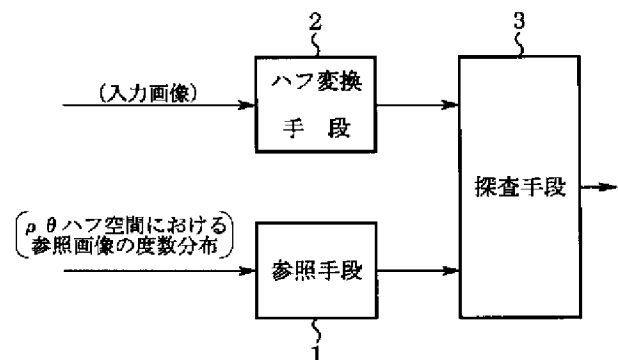 2
3
ハフ変換
手 段
(入力画像)
探査手段
ρ θ ハフ空間における
参照画像の度数分布
参照手段
1